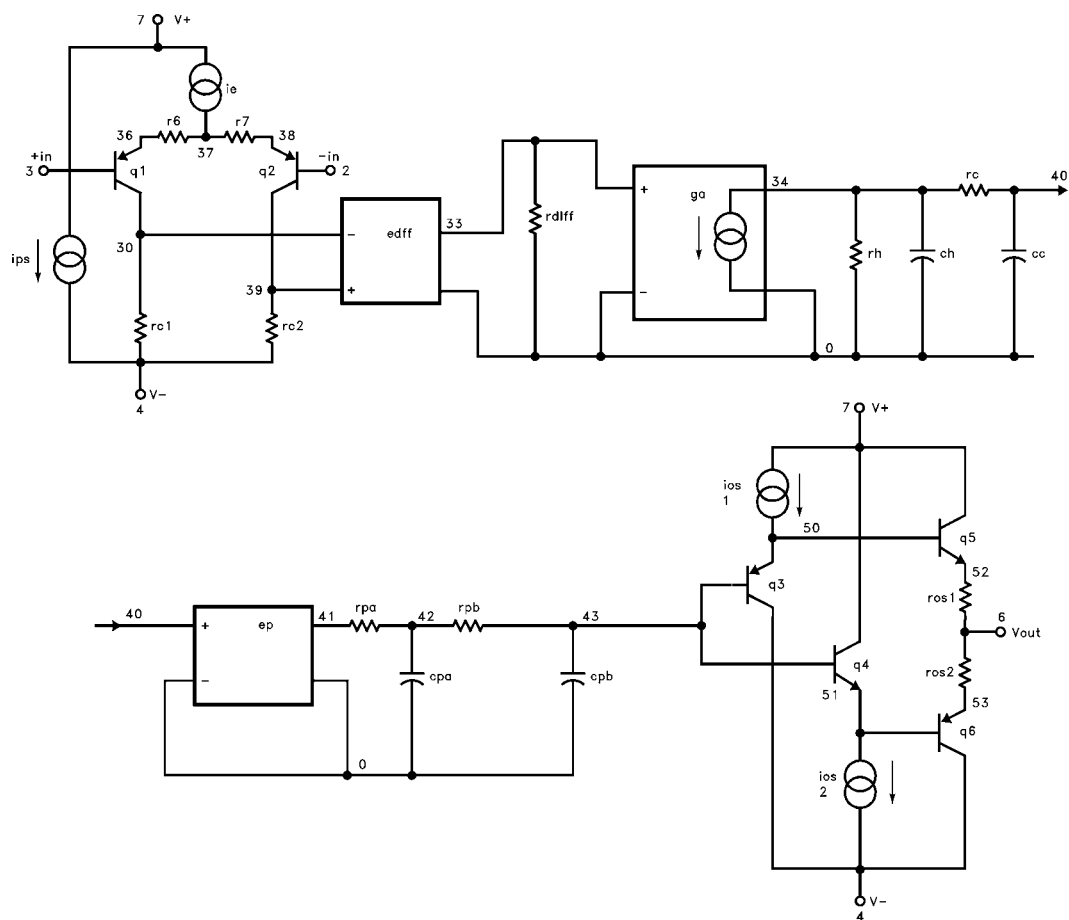 7 V+
ie
36 r6 r7 38
37
+in
3 q1 q2 -in 2
30
ips
rc1
39
rc2
V-
4
- edff
+
33
rdiff
+ ga
-
34
rh
ch
rc
cc
40
0
7 V+
ios
1
50
q5
q3
52
ros1
6
Vout
40
+ ep
-
41 rpa 42 rpb 43
cpa
cpb
0
q4
51
ros2
53
q6
ios
2
V-
4